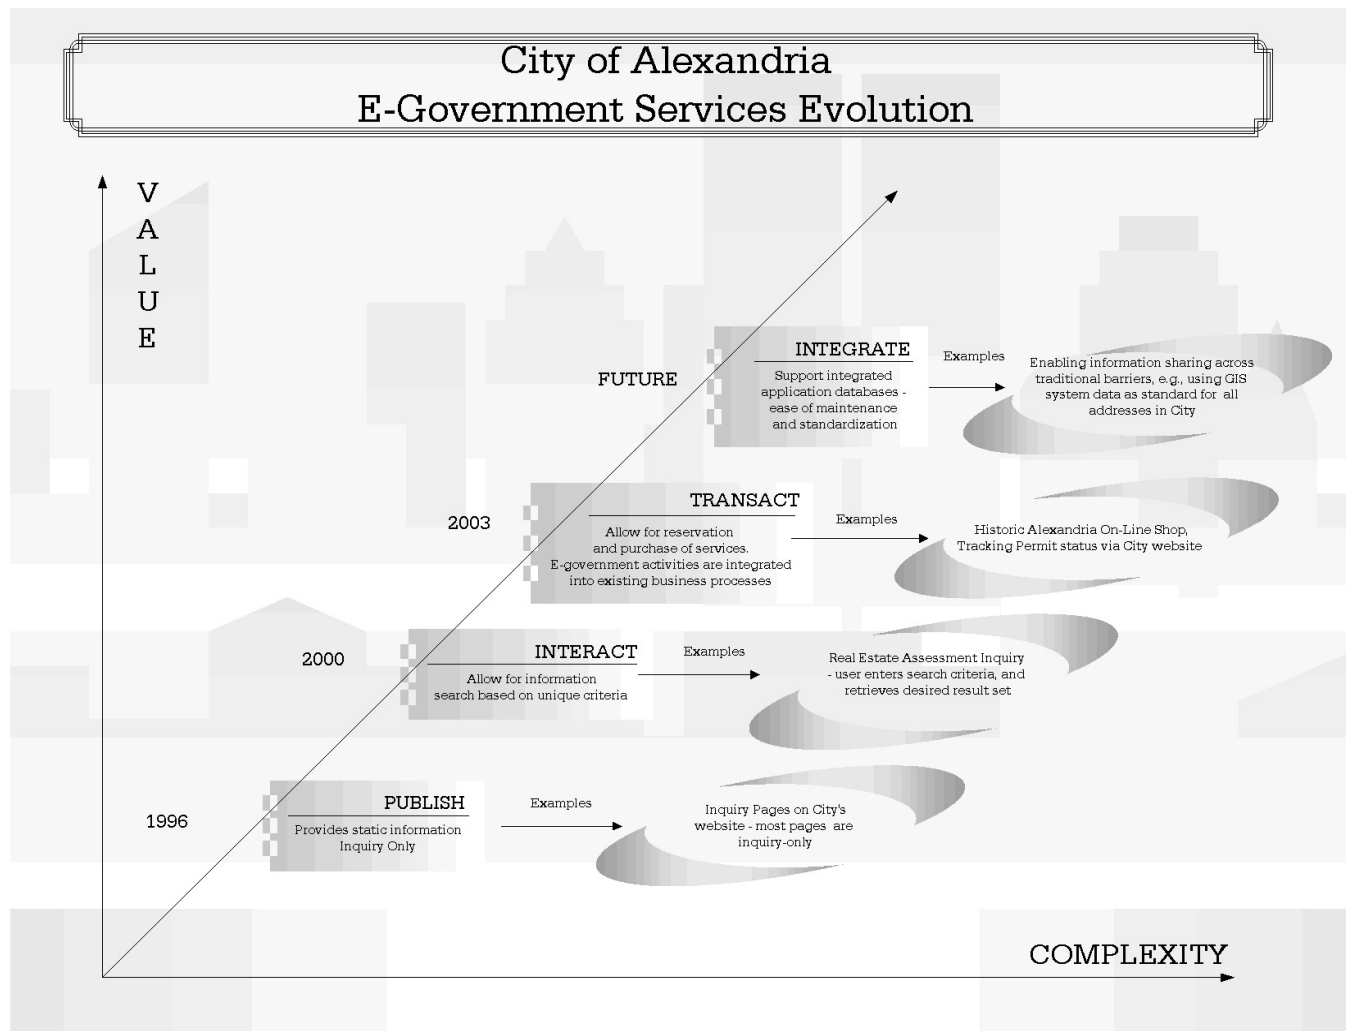 City of Alexandria
E-Government Services Evolution
VALUE
FUTURE
INTEGRATE
Support integrated
application databases -
ease of maintenance
and standardization
Examples
Enabling information sharing across
traditional barriers, e.g., using GIS
system data as standard for all
addresses in City
2003
TRANSACT
Allow for reservation
and purchase of services.
E-government activities are integrated
into existing business processes
Examples
Historic Alexandria On-Line Shop,
Tracking Permit status via City website
2000
INTERACT
Allow for information
search based on unique criteria
Examples
Real Estate Assessment Inquiry
- user enters search criteria, and
retrieves desired result set
1996
PUBLISH
Provides static information
Inquiry Only
Examples
Inquiry Pages on City's
website - most pages are
inquiry-only
COMPLEXITY